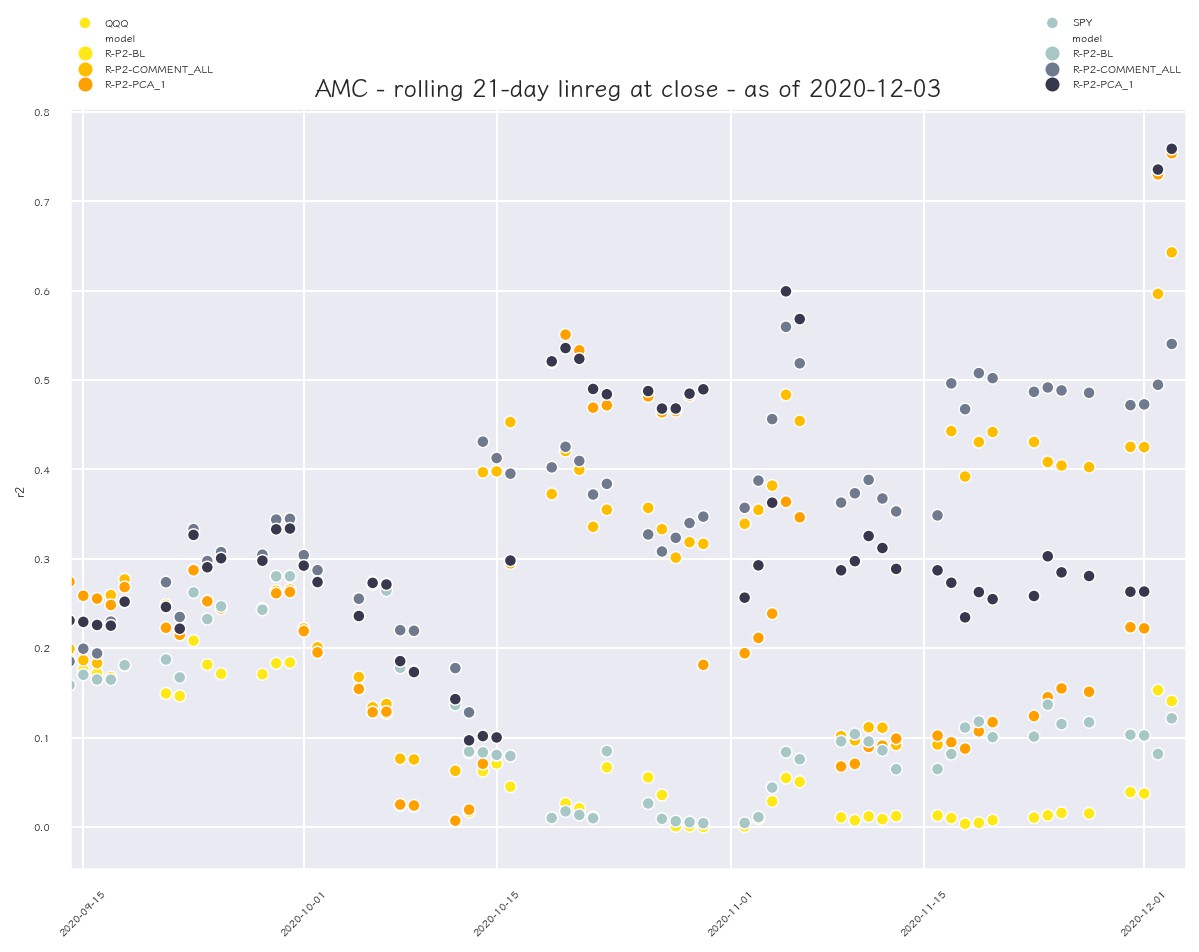 QQQ
model
R-P2-BL
R-P2-COMMENT_ALL
R-P2-PCA_1
SPY
model
R-P2-BL
R-P2-COMMENT_ALL
R-P2-PCA_1
AMC - rolling 21-day linreg at close - as of 2020-12-03
0.8
0.7
0.6
0.5
0.4
0.3
0.2
0.1
0.0
r2
2020-09-15
2020-10-01
2020-10-15
2020-11-01
2020-11-15
2020-12-01